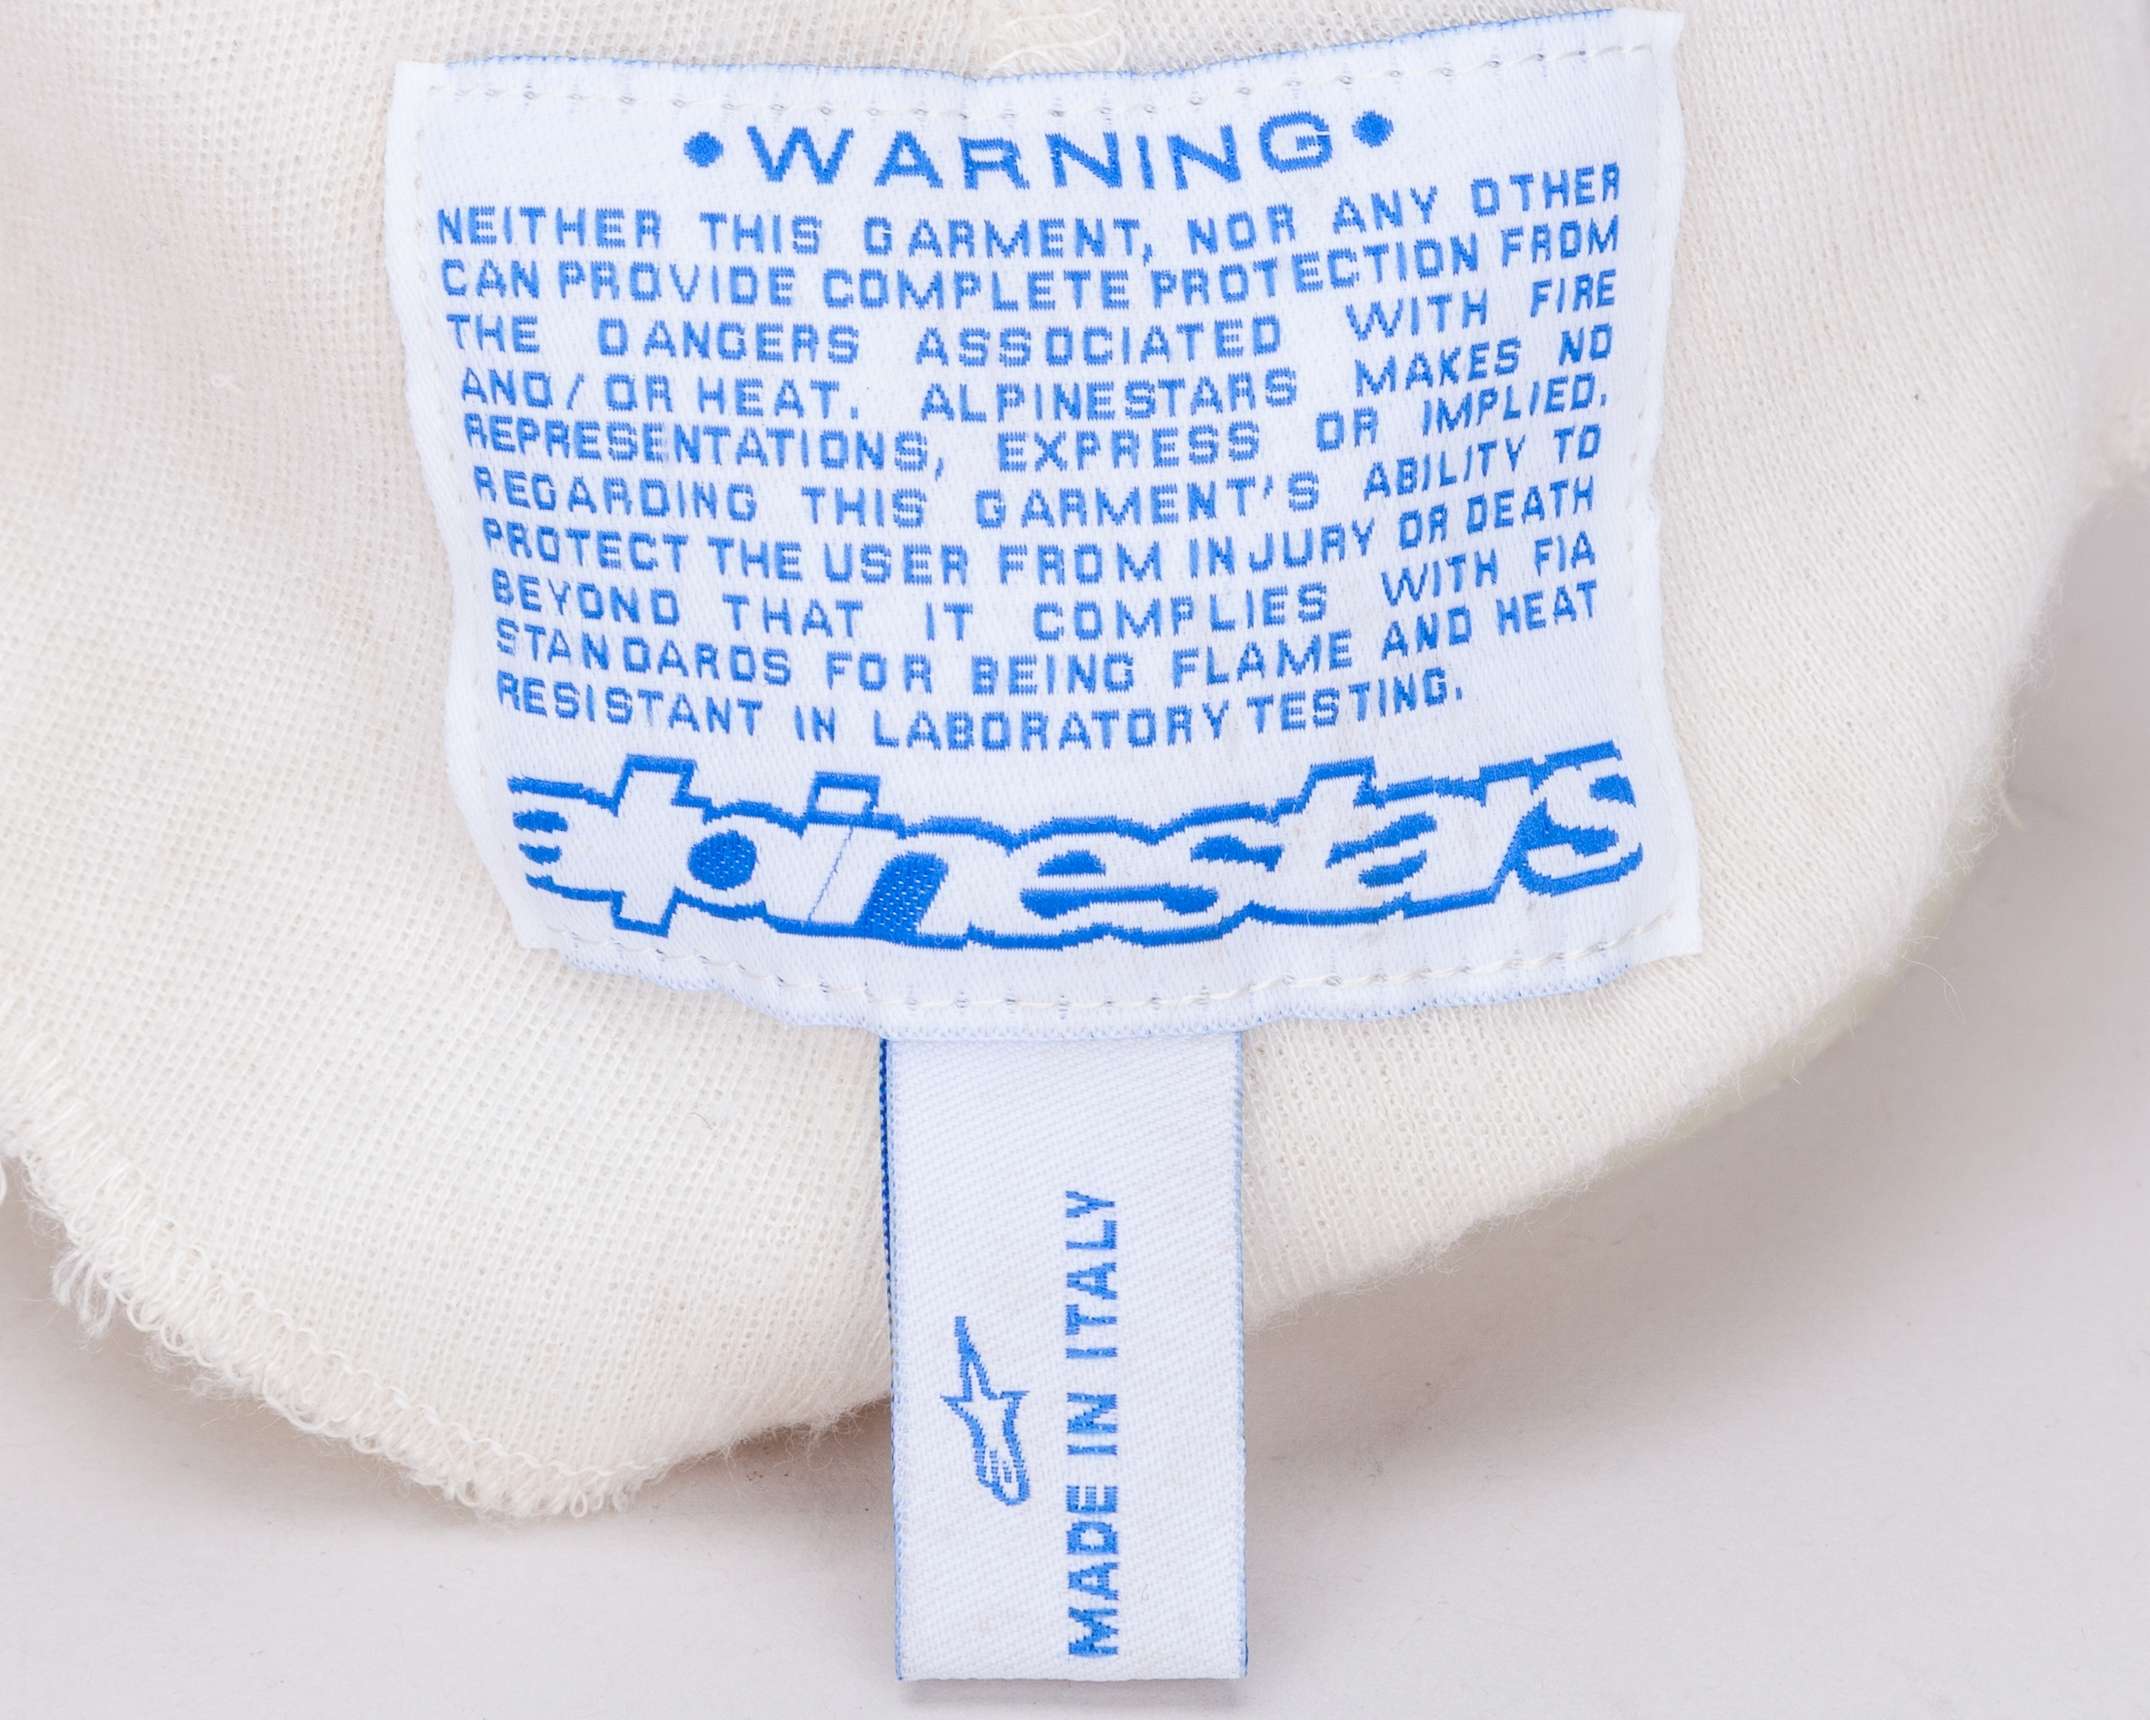 •WARNING•
NEITHER THIS GARMENT, NOR ANY OTHER
CAN PROVIDE COMPLETE PROTECTION FROM
THE DANGERS ASSOCIATED WITH FIRE
AND/OR HEAT. ALPINESTARS MAKES NO
REPRESENTATIONS, EXPRESS OR IMPLIED,
REGARDING THIS GARMENT'S ABILITY TO
PROTECT THE USER FROM INJURY OR DEATH
BEYOND THAT IT COMPLIES WITH FIA
STANDARDS FOR BEING FLAME AND HEAT
RESISTANT IN LABORATORY TESTING.
alpinestars
MADE IN ITALY